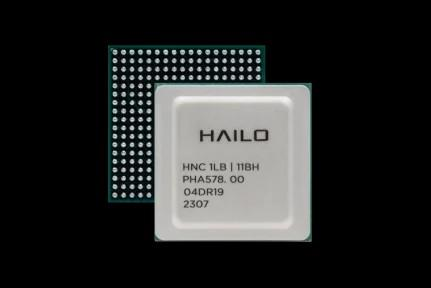 HAILO
HNC 1LB | 11BH
PHA578. 00
04DR19
2307